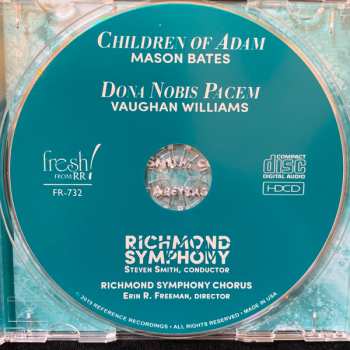 CHILDREN OF ADAM
MASON BATES
DONA NOBIS PACEM
VAUGHAN WILLIAMS
fresh!
FROM RR
FR-732
COMPACT
disc
DIGITAL AUDIO
HDCD
RICHMOND
SYMPHONY
STEVEN SMITH, CONDUCTOR
RICHMOND SYMPHONY CHORUS
ERIN R. FREEMAN, DIRECTOR
© 2019 REFERENCE RECORDINGS • ALL RIGHTS RESERVED • MADE IN USA